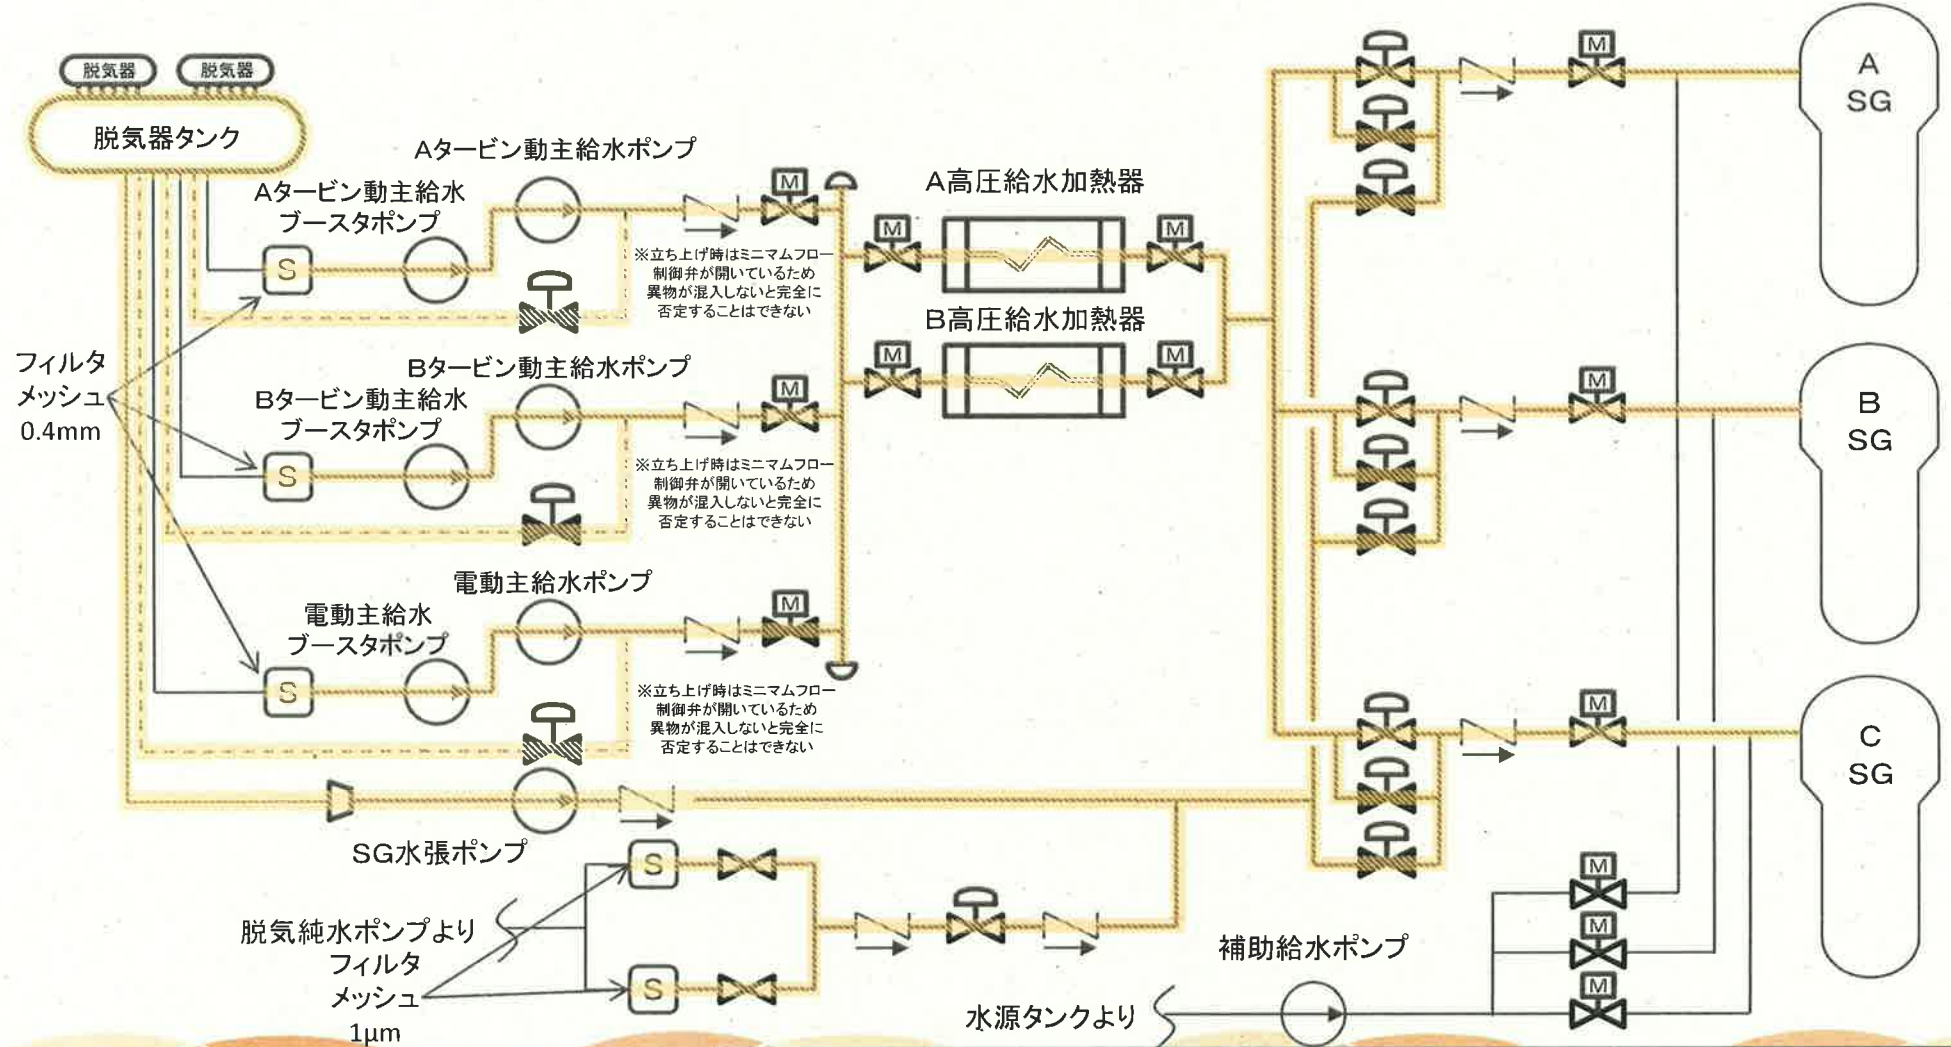 脱気器
脱気器
脱気器タンク
Aタービン動主給水ポンプ
Aタービン動主給水
ブースタポンプ
S
M
※立ち上げ時はミニマムフロー
制御弁が開いているため
異物が混入しないと完全に
否定することはできない
Bタービン動主給水ポンプ
Bタービン動主給水
ブースタポンプ
S
M
※立ち上げ時はミニマムフロー
制御弁が開いているため
異物が混入しないと完全に
否定することはできない
フィルタ
メッシュ
0.4mm
電動主給水ポンプ
電動主給水
ブースタポンプ
S
M
※立ち上げ時はミニマムフロー
制御弁が開いているため
異物が混入しないと完全に
否定することはできない
A高圧給水加熱器
M
M
B高圧給水加熱器
M
M
M
A
SG
M
B
SG
M
C
SG
SG水張ポンプ
S
S
脱気純水ポンプより
フィルタ
メッシュ
1μm
補助給水ポンプ
水源タンクより
M
M
M